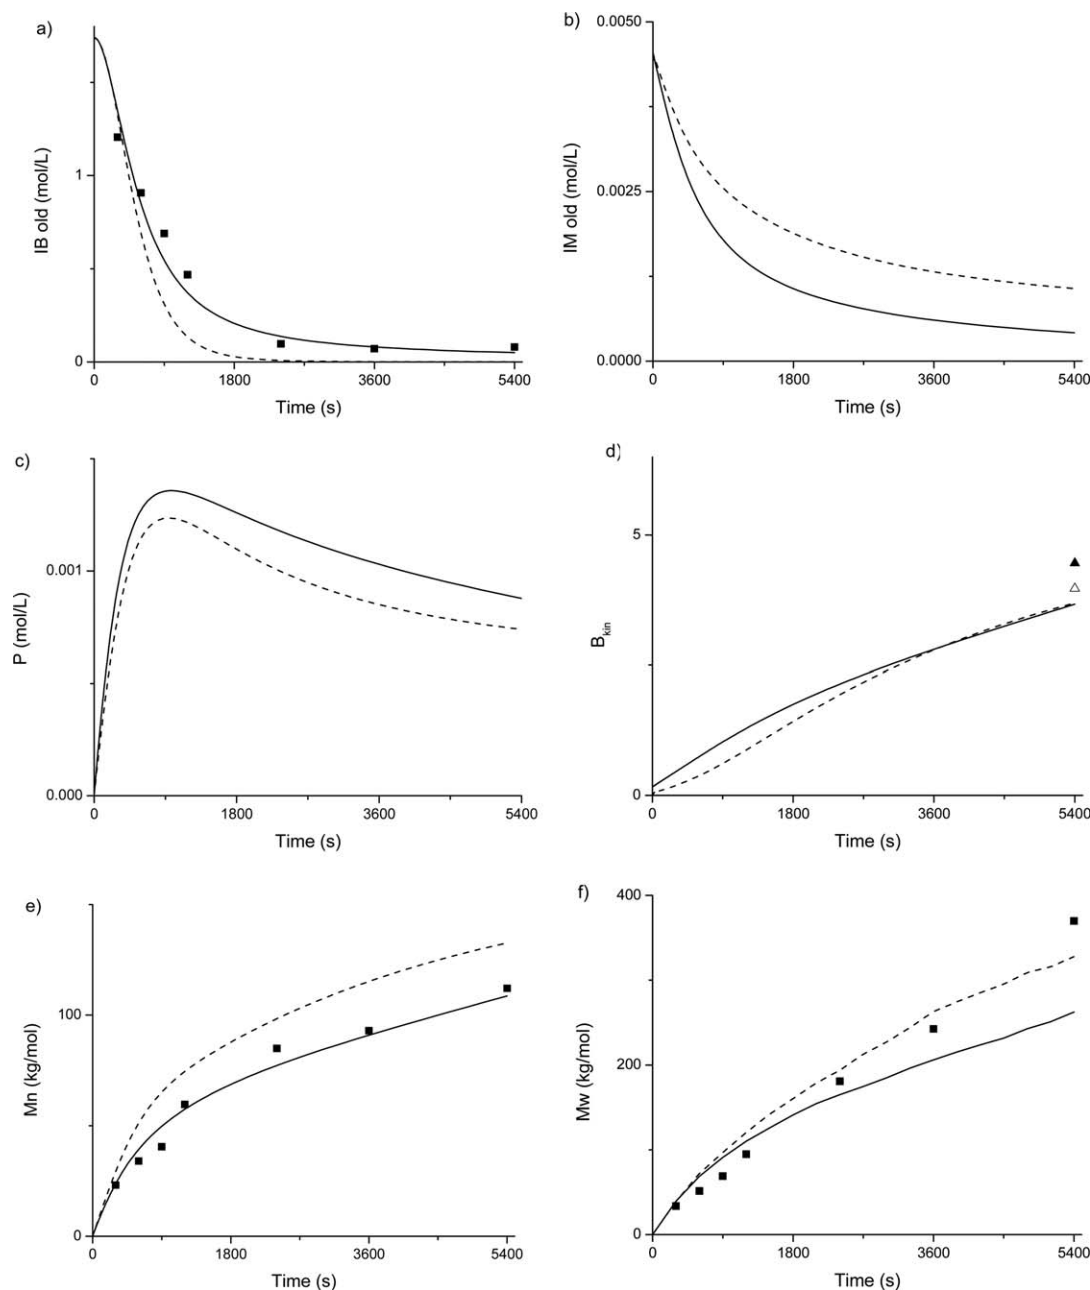 a)
IB old (mol/L)
1
0
0 1800 3600 5400
Time (s)
b)
IM old (mol/L)
0.0050
0.0025
0.0000
0 1800 3600 5400
Time (s)
c)
P (mol/L)
0.001
0.000
0 1800 3600 5400
Time (s)
d)
Bkin
5
0
0 1800 3600 5400
Time (s)
e)
Mn (kg/mol)
100
0
0 1800 3600 5400
Time (s)
f)
Mw (kg/mol)
400
200
0
0 1800 3600 5400
Time (s)